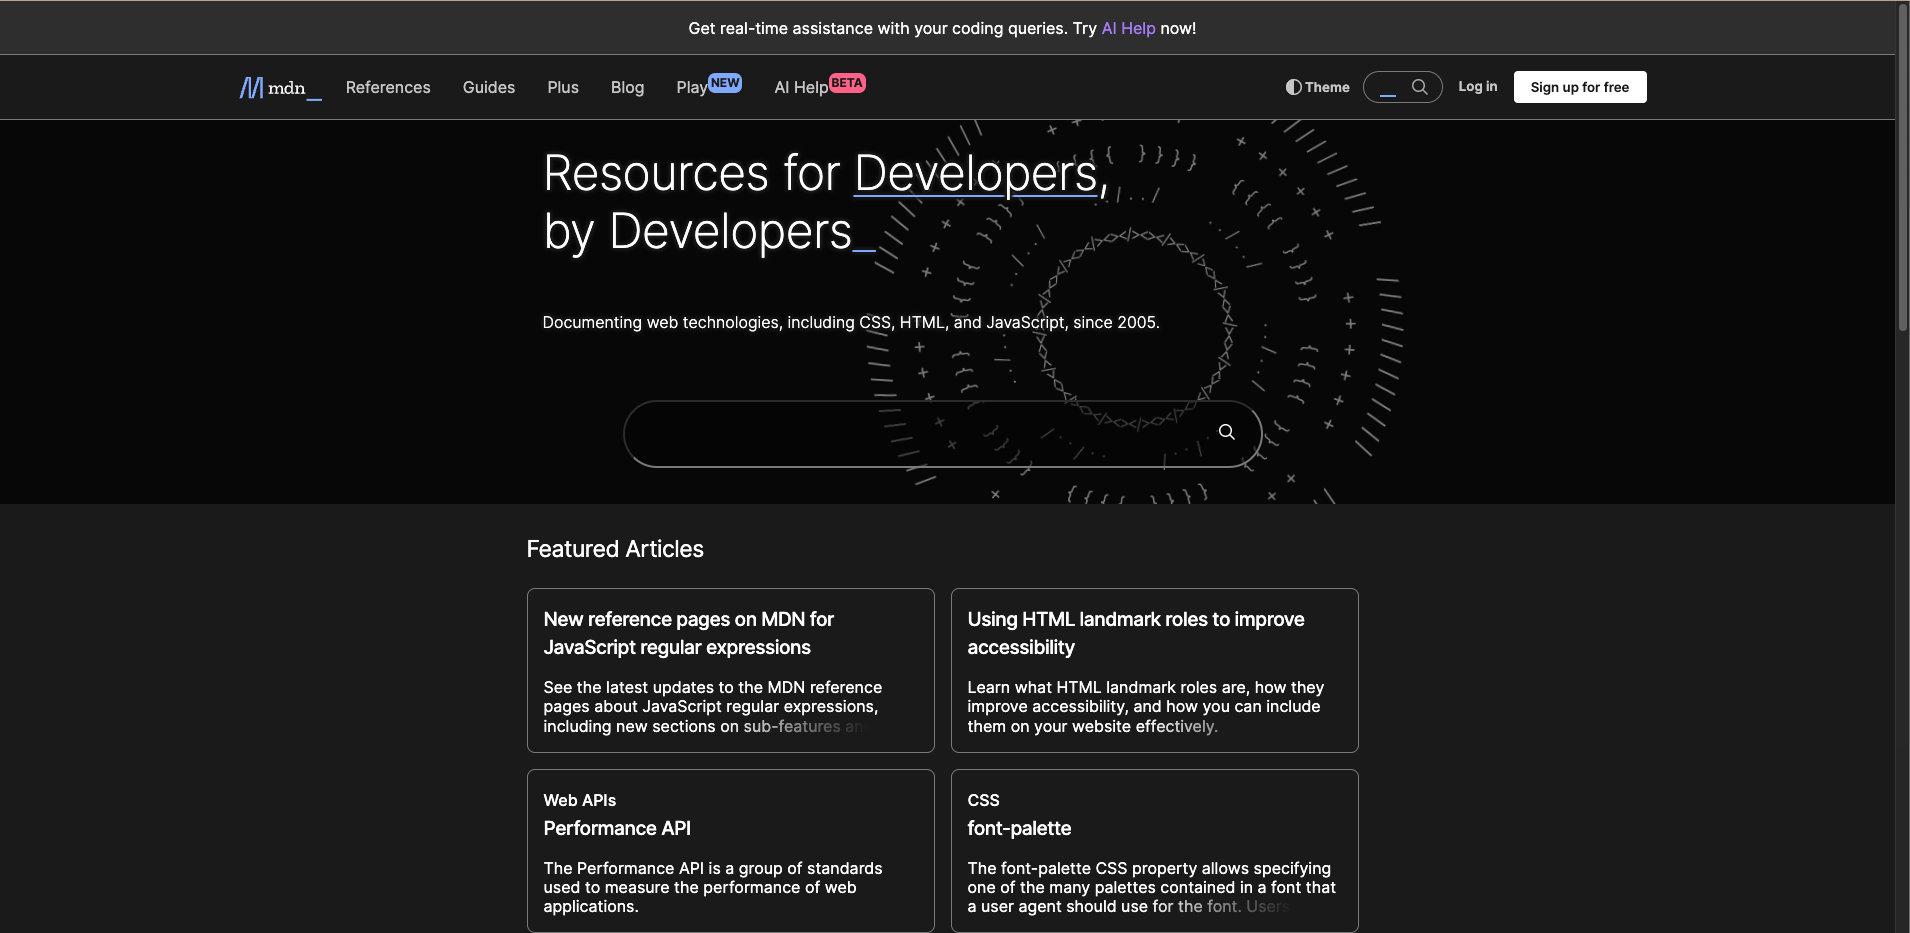 Get real-time assistance with your coding queries. Try AI Help now!
mdn_ References Guides Plus Blog Play NEW AI Help BETA Theme Log in Sign up for free
Resources for Developers,
by Developers_
Documenting web technologies, including CSS, HTML, and JavaScript, since 2005.
Featured Articles
New reference pages on MDN for
JavaScript regular expressions
See the latest updates to the MDN reference
pages about JavaScript regular expressions,
including new sections on sub-features an
Using HTML landmark roles to improve
accessibility
Learn what HTML landmark roles are, how they
improve accessibility, and how you can include
them on your website effectively.
Web APIs
Performance API
The Performance API is a group of standards
used to measure the performance of web
applications.
CSS
font-palette
The font-palette CSS property allows specifying
one of the many palettes contained in a font that
a user agent should use for the font. Users